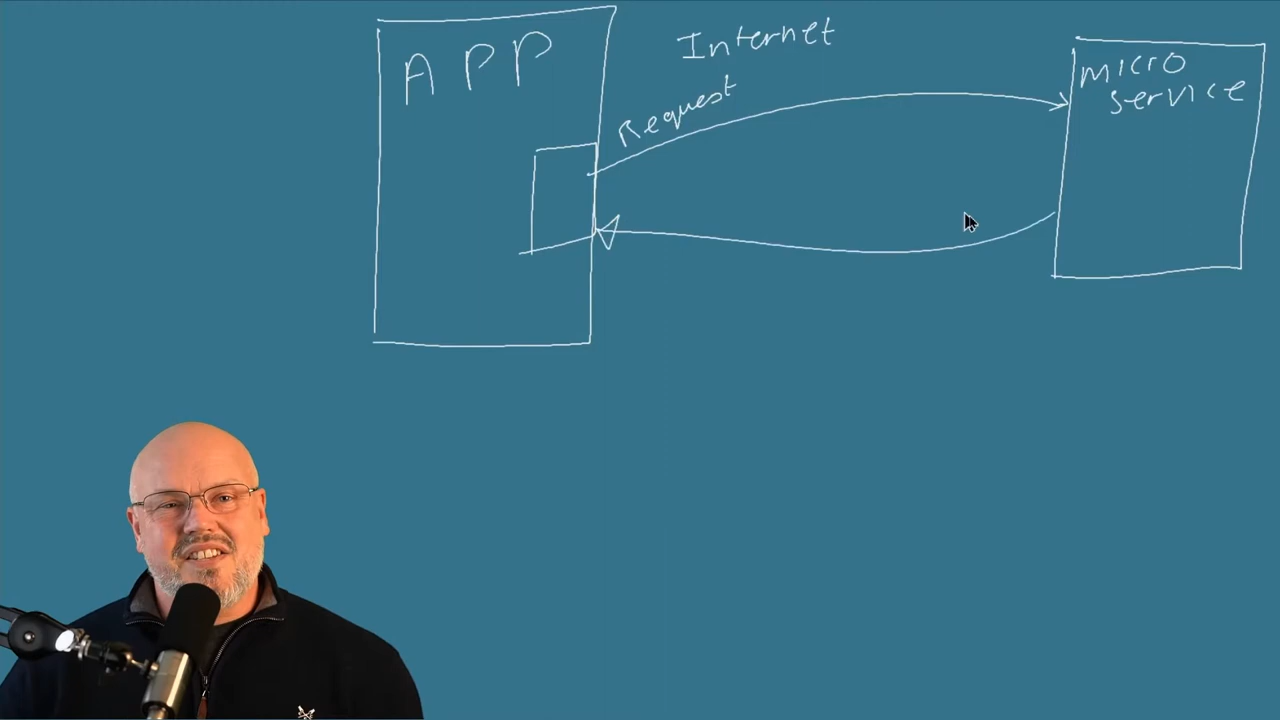 APP
Internet
Request
micro
service